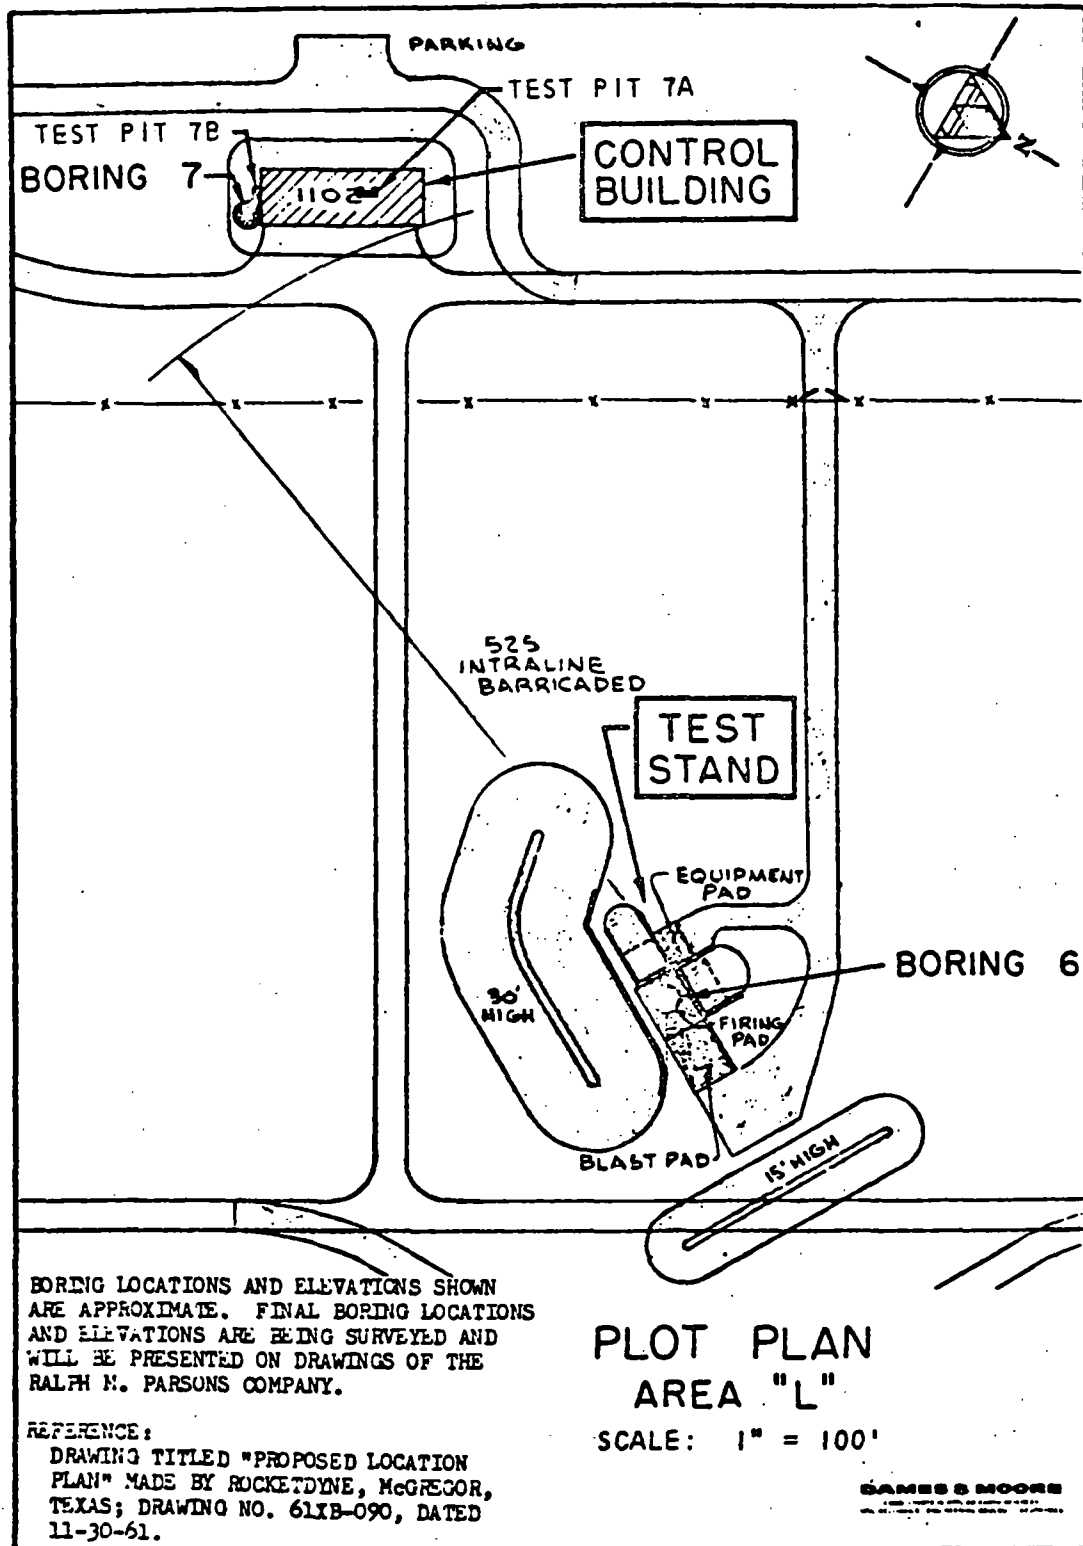 PARKING
TEST PIT 7A
TEST PIT 7B
BORING 7
CONTROL
BUILDING
1102
N
525
INTRALINE
BARRICADED
TEST
STAND
EQUIPMENT
PAD
BORING 6
30'
HIGH
FIRING
PAD
BLAST PAD
15' HIGH
BORING LOCATIONS AND ELEVATIONS SHOWN
ARE APPROXIMATE. FINAL BORING LOCATIONS
AND ELEVATIONS ARE BEING SURVEYED AND
WILL BE PRESENTED ON DRAWINGS OF THE
RALPH M. PARSONS COMPANY.
PLOT PLAN
AREA "L"
SCALE: 1" = 100'
REFERENCE:
DRAWING TITLED "PROPOSED LOCATION
PLAN" MADE BY ROCKETDYNE, McGREGOR,
TEXAS; DRAWING NO. 61XB-090, DATED
11-30-61.
DAMES & MOORE